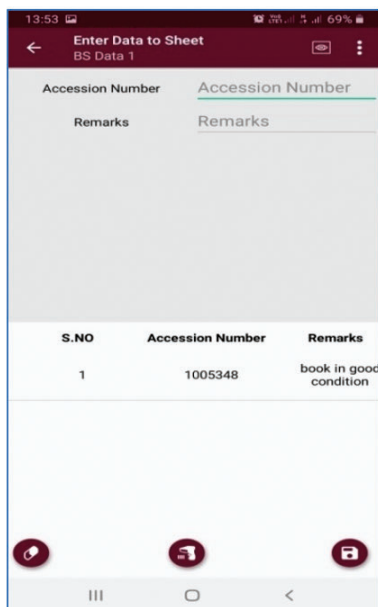 13:53 69%
Enter Data to Sheet
BS Data 1
Accession Number Accession Number
Remarks Remarks
S.NO Accession Number Remarks
1 1005348 book in good
condition